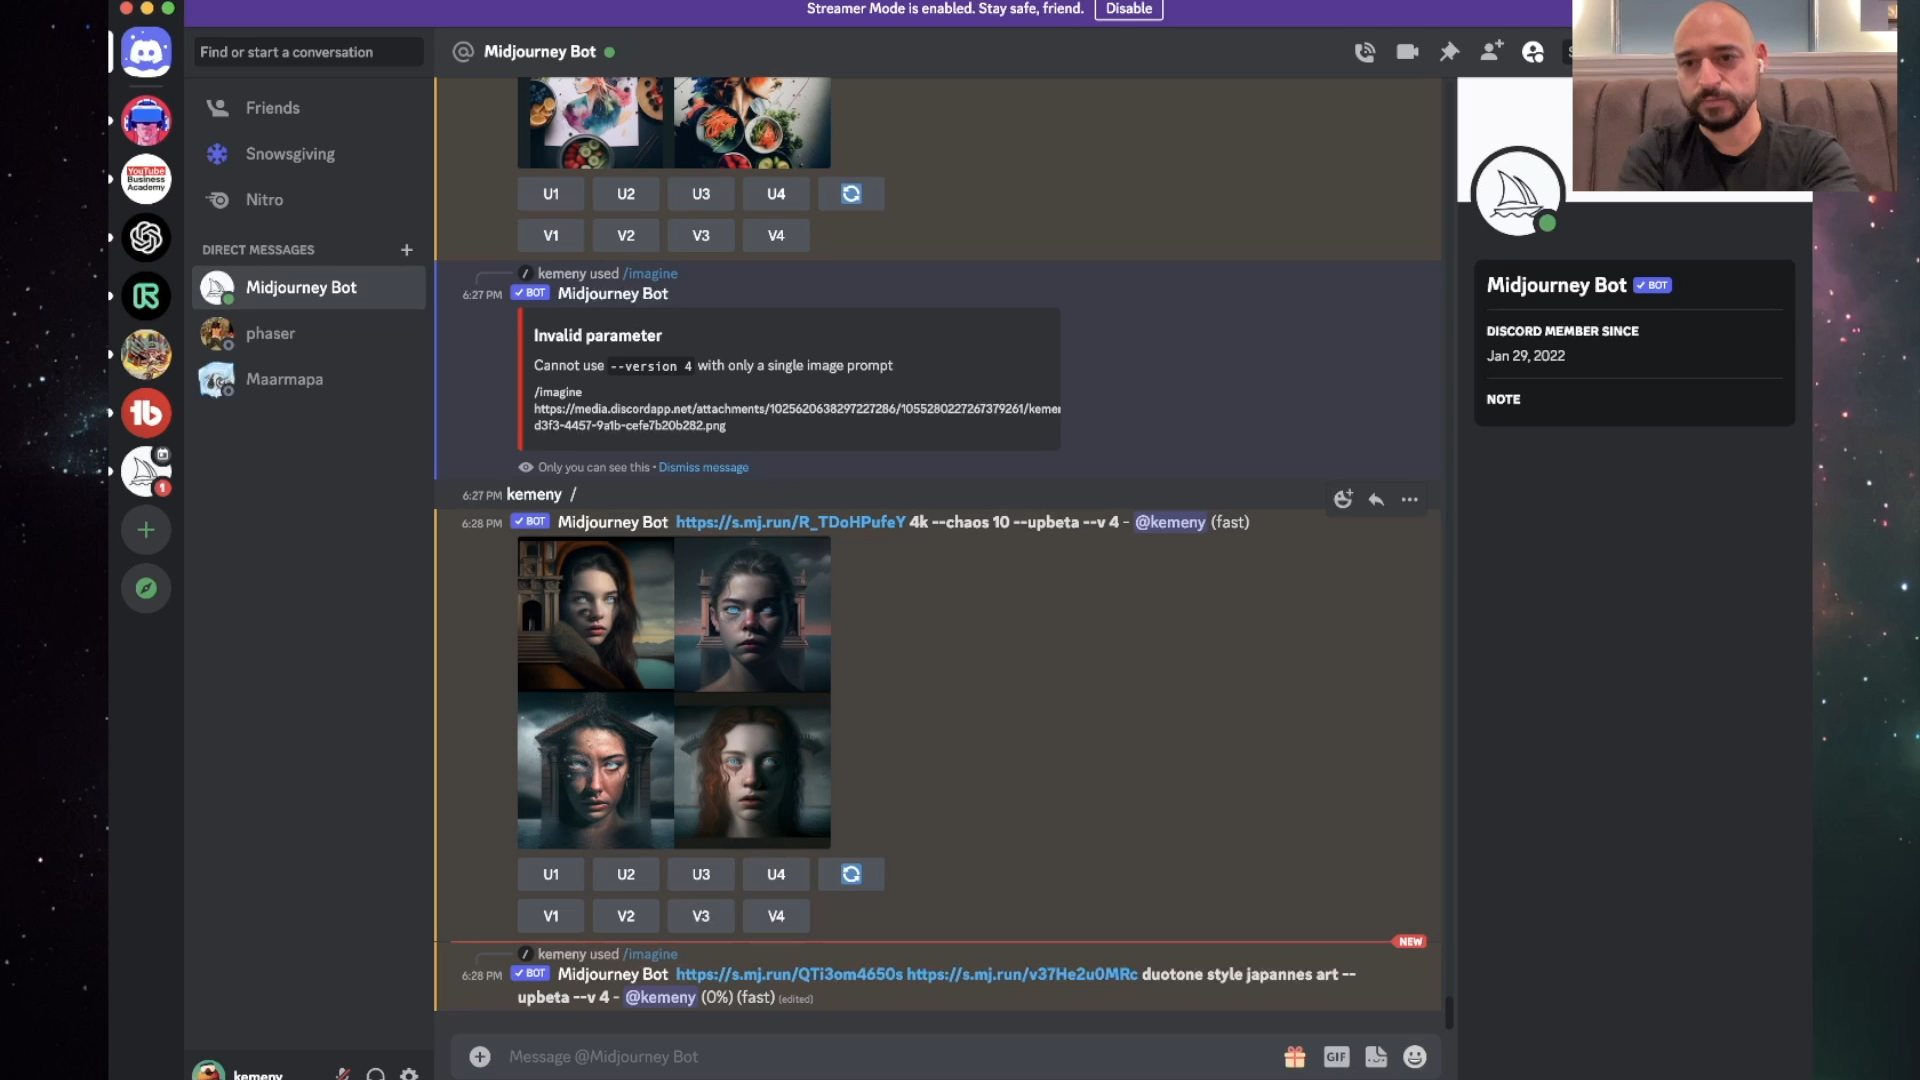 Streamer Mode is enabled. Stay safe, friend. Disable
Find or start a conversation
Midjourney Bot
Friends
Snowsgiving
Nitro
DIRECT MESSAGES
Midjourney Bot
phaser
Maarmapa
YouTube
Business
Academy
1
kemeny
U1 U2 U3 U4
V1 V2 V3 V4
kemeny used /imagine
6:27 PM BOT Midjourney Bot
Invalid parameter
Cannot use --version 4 with only a single image prompt
/imagine
https://media.discordapp.net/attachments/1025620638297227286/1055280227267379261/kemer
d3f3-4457-9a1b-cefe7b20b282.png
Only you can see this • Dismiss message
6:27 PM kemeny /
6:28 PM BOT Midjourney Bot https://s.mj.run/R_TDoHPufeY 4k --chaos 10 --upbeta --v 4 - @kemeny (fast)
U1 U2 U3 U4
V1 V2 V3 V4
NEW
kemeny used /imagine
6:28 PM BOT Midjourney Bot https://s.mj.run/QTi3om4650s https://s.mj.run/v37He2u0MRc duotone style japannes art --
upbeta --v 4 - @kemeny (0%) (fast) (edited)
Message @Midjourney Bot
GIF
Midjourney Bot BOT
DISCORD MEMBER SINCE
Jan 29, 2022
NOTE